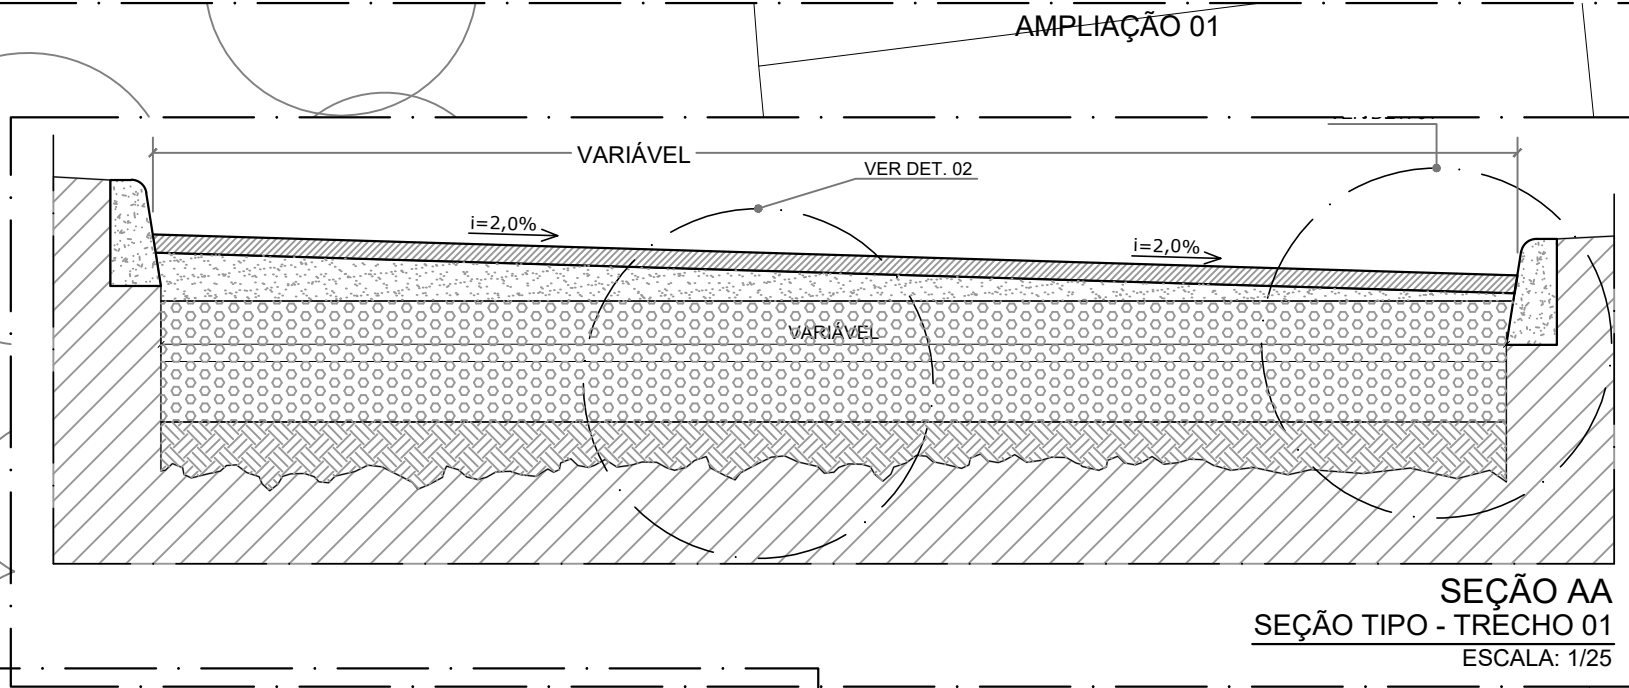 AMPLIAÇÃO 01
VARIÁVEL
VER DET. 02
i=2,0%
i=2,0%
VARIÁVEL
SEÇÃO AA
SEÇÃO TIPO - TRECHO 01
ESCALA: 1/25